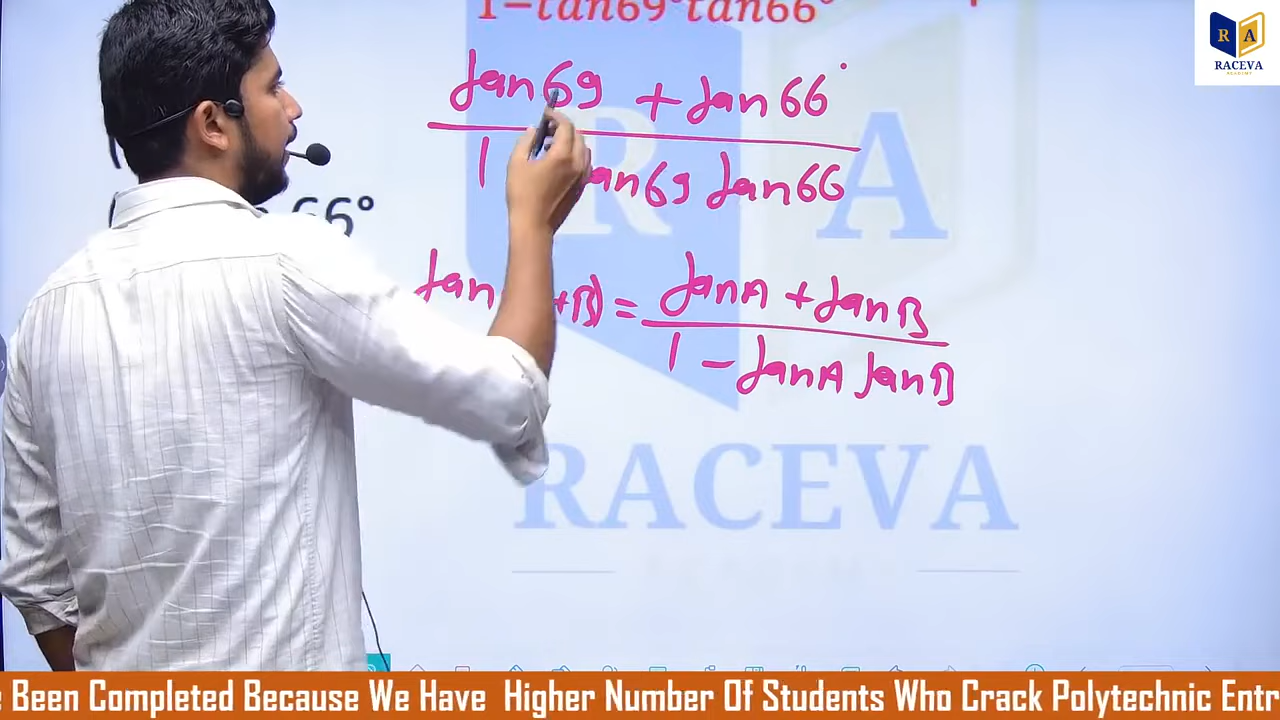 1−tan69°tan66°
tan69 + tan66°
1 tan69 tan66
66°
tan +B) = tanA + tanB
1 - tanA tanB
R A
RACEVA
ACADEMY
R A
RACEVA
Been Completed Because We Have Higher Number Of Students Who Crack Polytechnic Entr